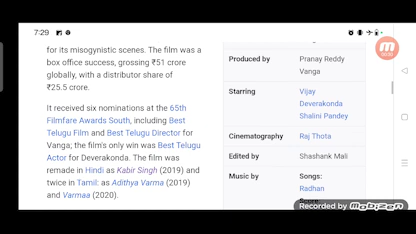 7:29
for its misogynistic scenes. The film was a
box office success, grossing ₹51 crore
globally, with a distributor share of
₹25.5 crore.
It received six nominations at the 65th
Filmfare Awards South, including Best
Telugu Film and Best Telugu Director for
Vanga; the film's only win was Best Telugu
Actor for Deverakonda. The film was
remade in Hindi as Kabir Singh (2019) and
twice in Tamil: as Adithya Varma (2019)
and Varmaa (2020).
Produced by
Pranay Reddy
Vanga
Starring
Vijay
Deverakonda
Shalini Pandey
Cinematography
Raj Thota
Edited by
Shashank Mali
Music by
Songs:
Radhan
Score
Recorded by Mobizen